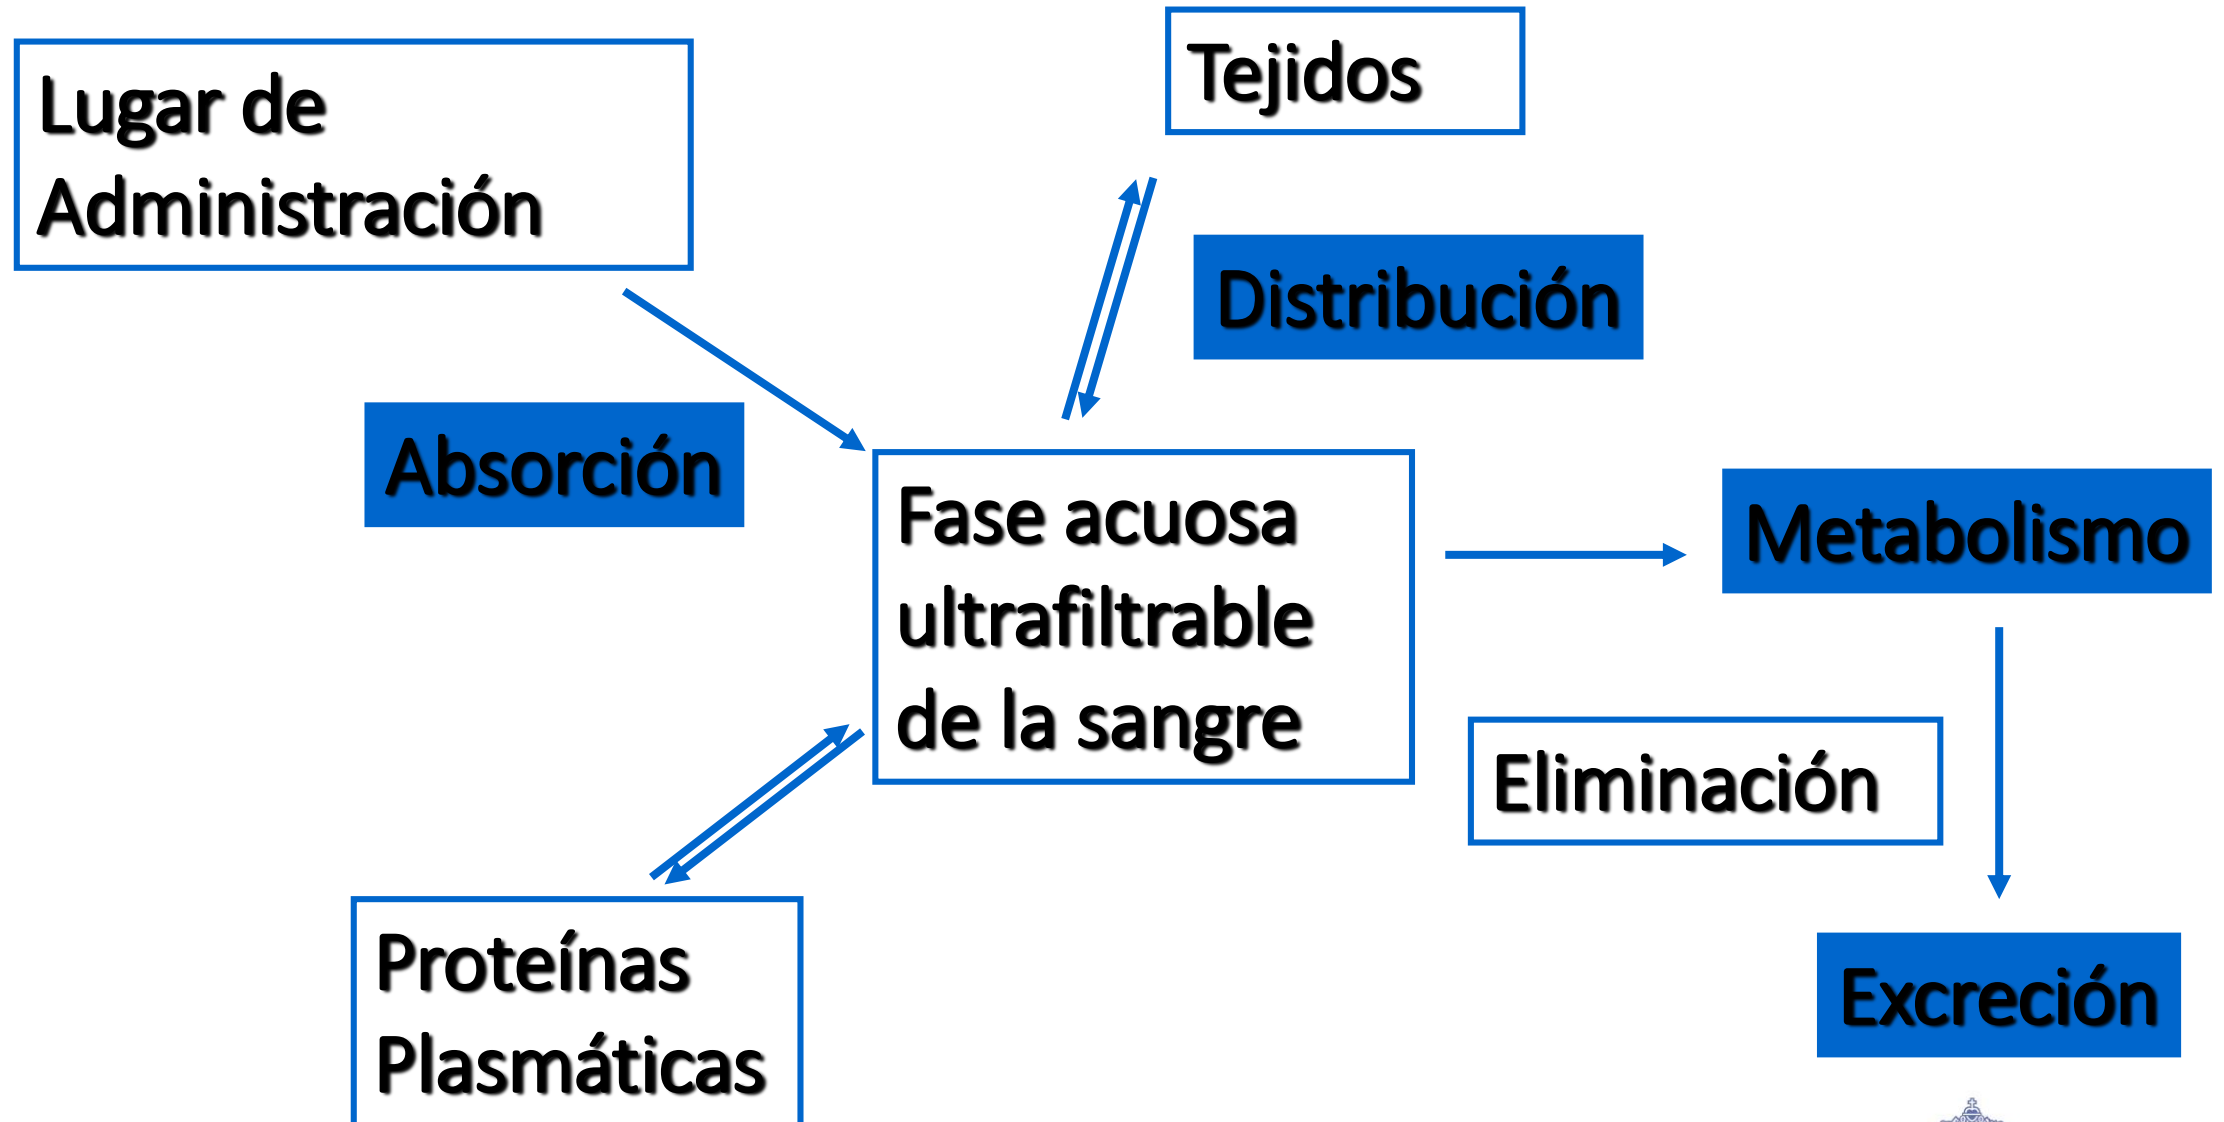 Lugar de
Administración
Tejidos
Distribución
Absorción
Fase acuosa
ultrafiltrable
de la sangre
Metabolismo
Eliminación
Proteínas
Plasmáticas
Excreción